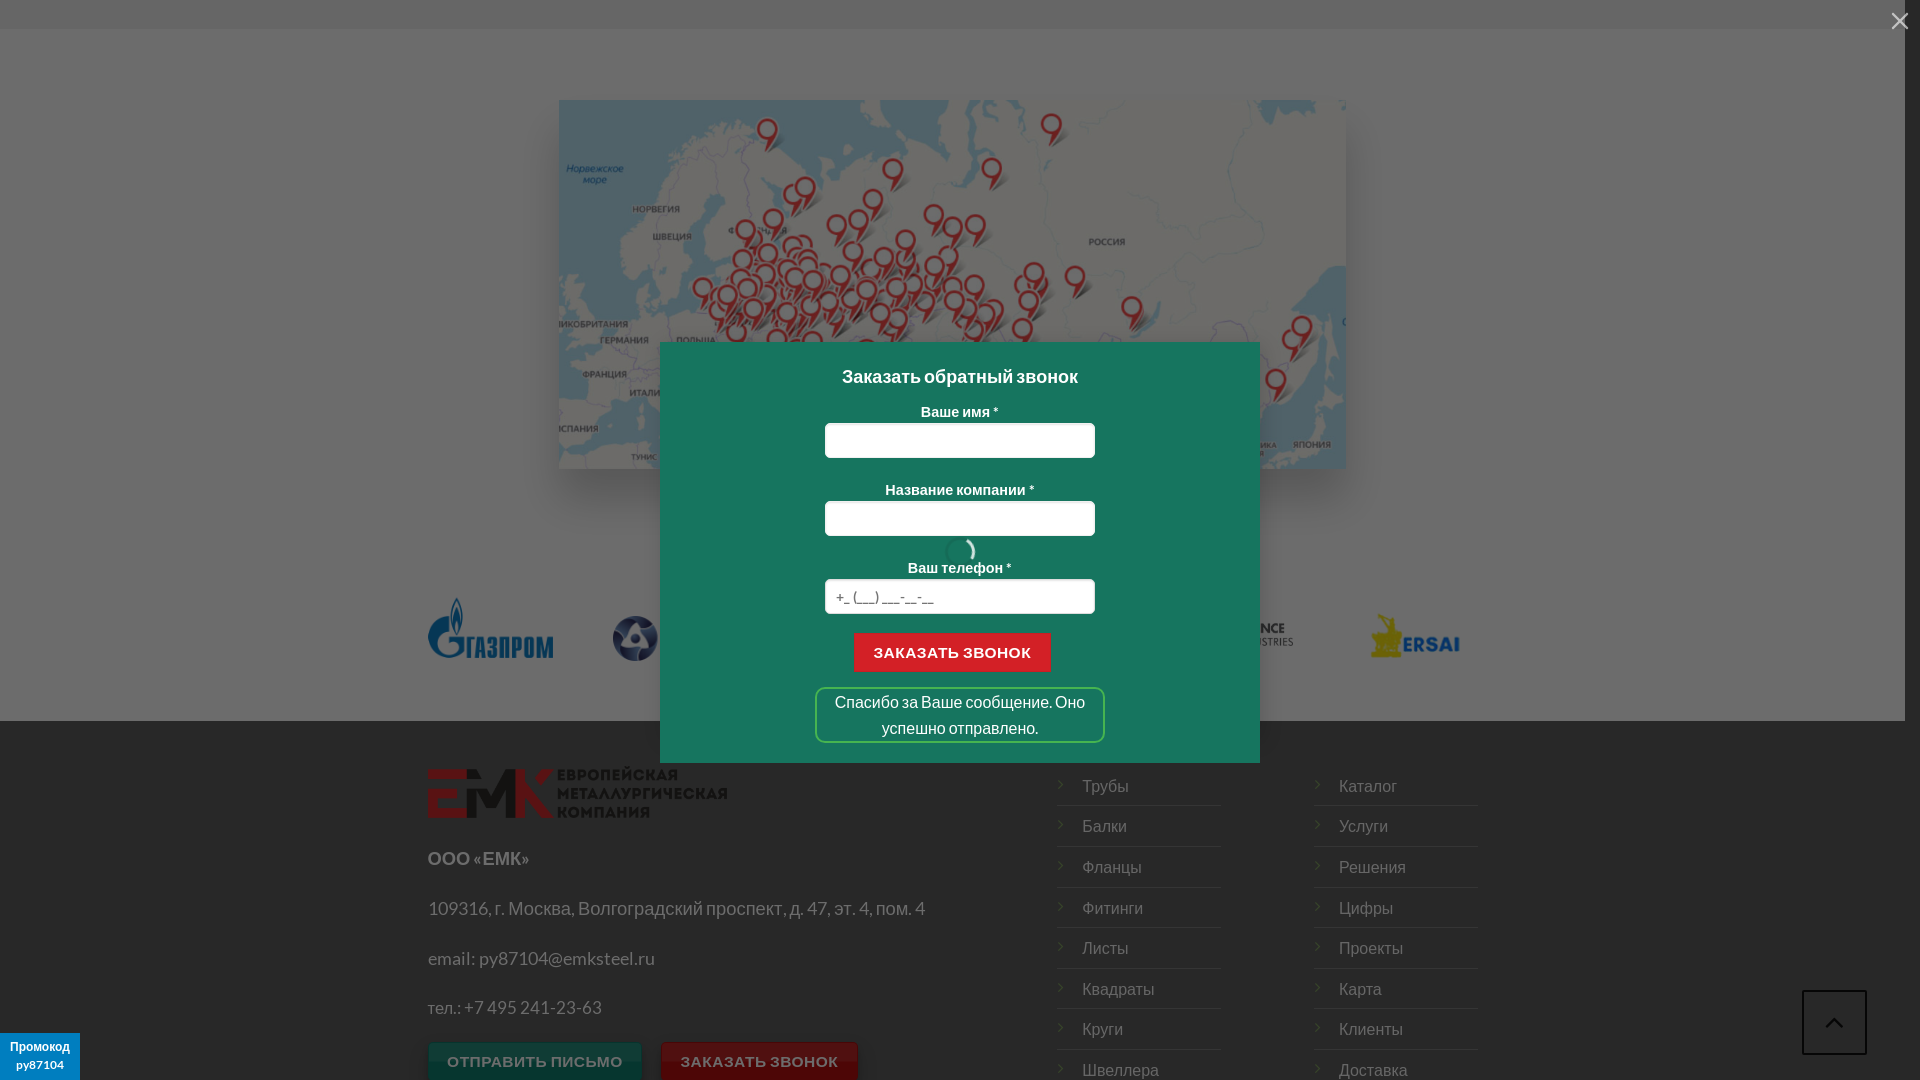 Норвежское
море
НОРВЕГИЯ
ШВЕЦИЯ
РОССИЯ
ГЕРМАНИЯ
ПОЛЬША
ФРАНЦИЯ
ТУНИС
ЯПОНИЯ
Заказать обратный звонок
Ваше имя *
Название компании *
Ваш телефон *
+_ (___) ___-__-__
ЗАКАЗАТЬ ЗВОНОК
Спасибо за Ваше сообщение. Оно
успешно отправлено.
ГАЗПРОМ
ERSAI
ЕМК ЕВРОПЕЙСКАЯ
МЕТАЛЛУРГИЧЕСКАЯ
КОМПАНИЯ
ООО «ЕМК»
109316, г. Москва, Волгоградский проспект, д. 47, эт. 4, пом. 4
email: py87104@emksteel.ru
тел.: +7 495 241-23-63
ОТПРАВИТЬ ПИСЬМО
ЗАКАЗАТЬ ЗВОНОК
Трубы
Балки
Фланцы
Фитинги
Листы
Квадраты
Круги
Швеллера
Каталог
Услуги
Решения
Цифры
Проекты
Карта
Клиенты
Доставка
Промокод
py87104